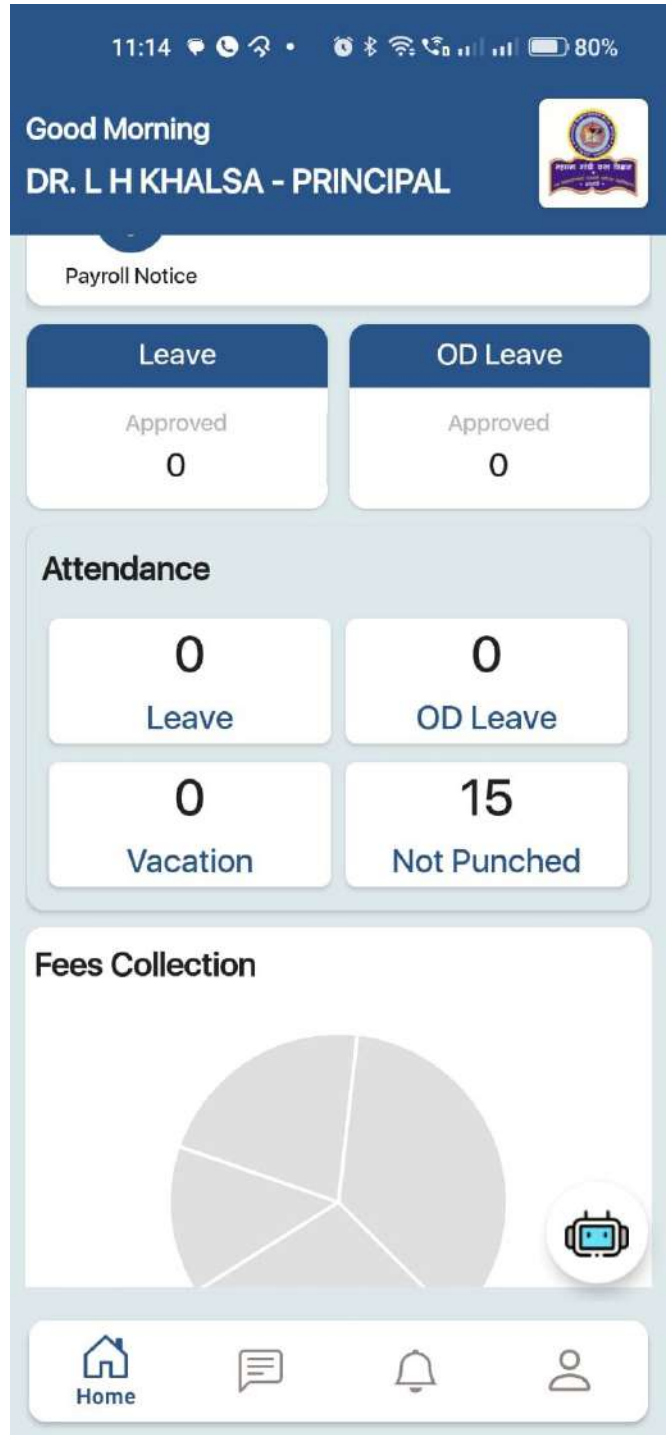 11:14 80%
Good Morning
DR. L H KHALSA - PRINCIPAL
Payroll Notice
Leave OD Leave
Approved Approved
0 0
Attendance
0 0
Leave OD Leave
0 15
Vacation Not Punched
Fees Collection
Home